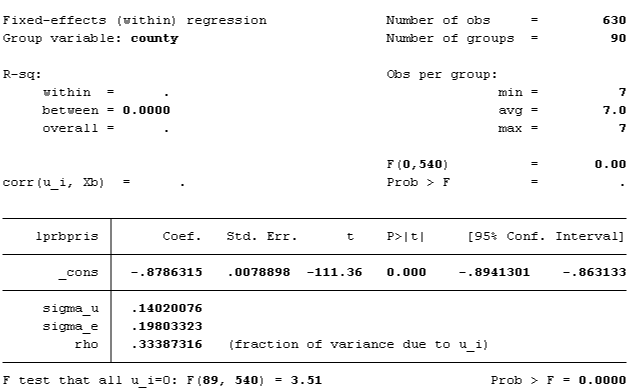 Fixed-effects (within) regression Number of obs = 630
Group variable: county Number of groups = 90
R-sq: Obs per group:
within = . min = 7
between = 0.0000 avg = 7.0
overall = . max = 7
F(0,540) = 0.00
corr(u_i, Xb) = . Prob > F = .
lprbpris Coef. Std. Err. t P>|t| [95% Conf. Interval]
_cons -.8786315 .0078898 -111.36 0.000 -.8941301 -.863133
sigma_u .14020076
sigma_e .19803323
rho .33387316 (fraction of variance due to u_i)
F test that all u_i=0: F(89, 540) = 3.51 Prob > F = 0.0000